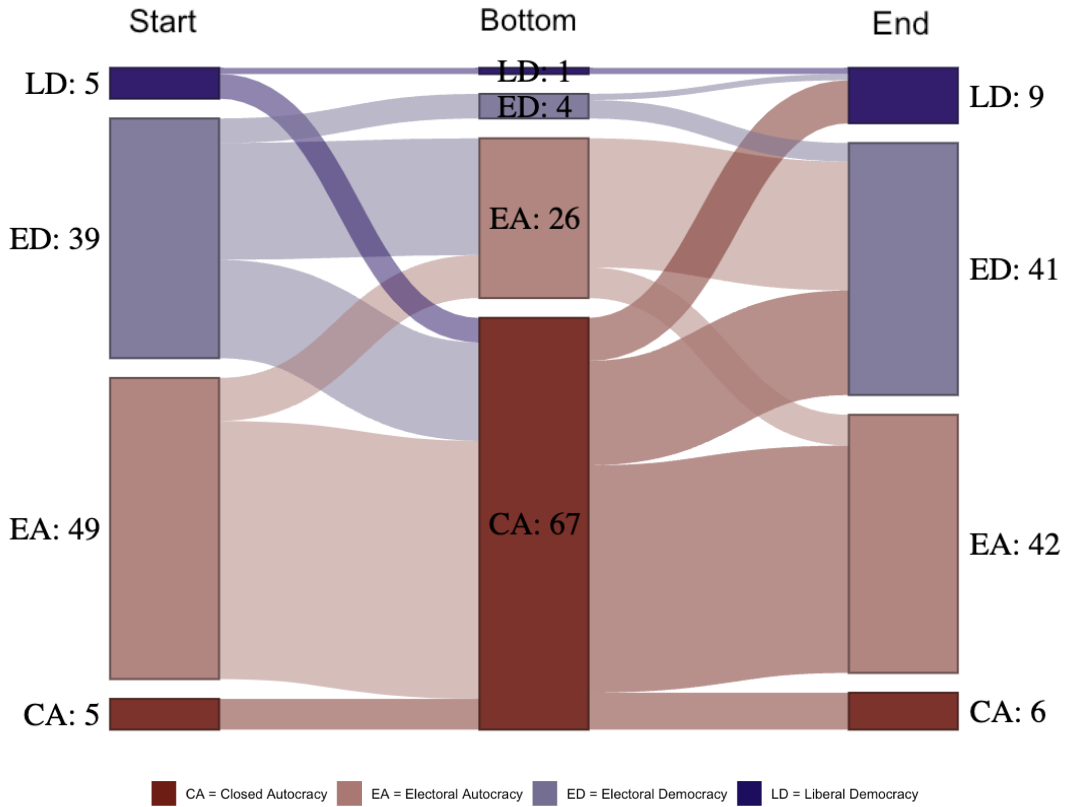 Start Bottom End
LD: 5
LD: 1
LD: 9
ED: 4
EA: 26
ED: 39
ED: 41
EA: 49
CA: 67
EA: 42
CA: 5
CA: 6
CA = Closed Autocracy EA = Electoral Autocracy ED = Electoral Democracy LD = Liberal Democracy